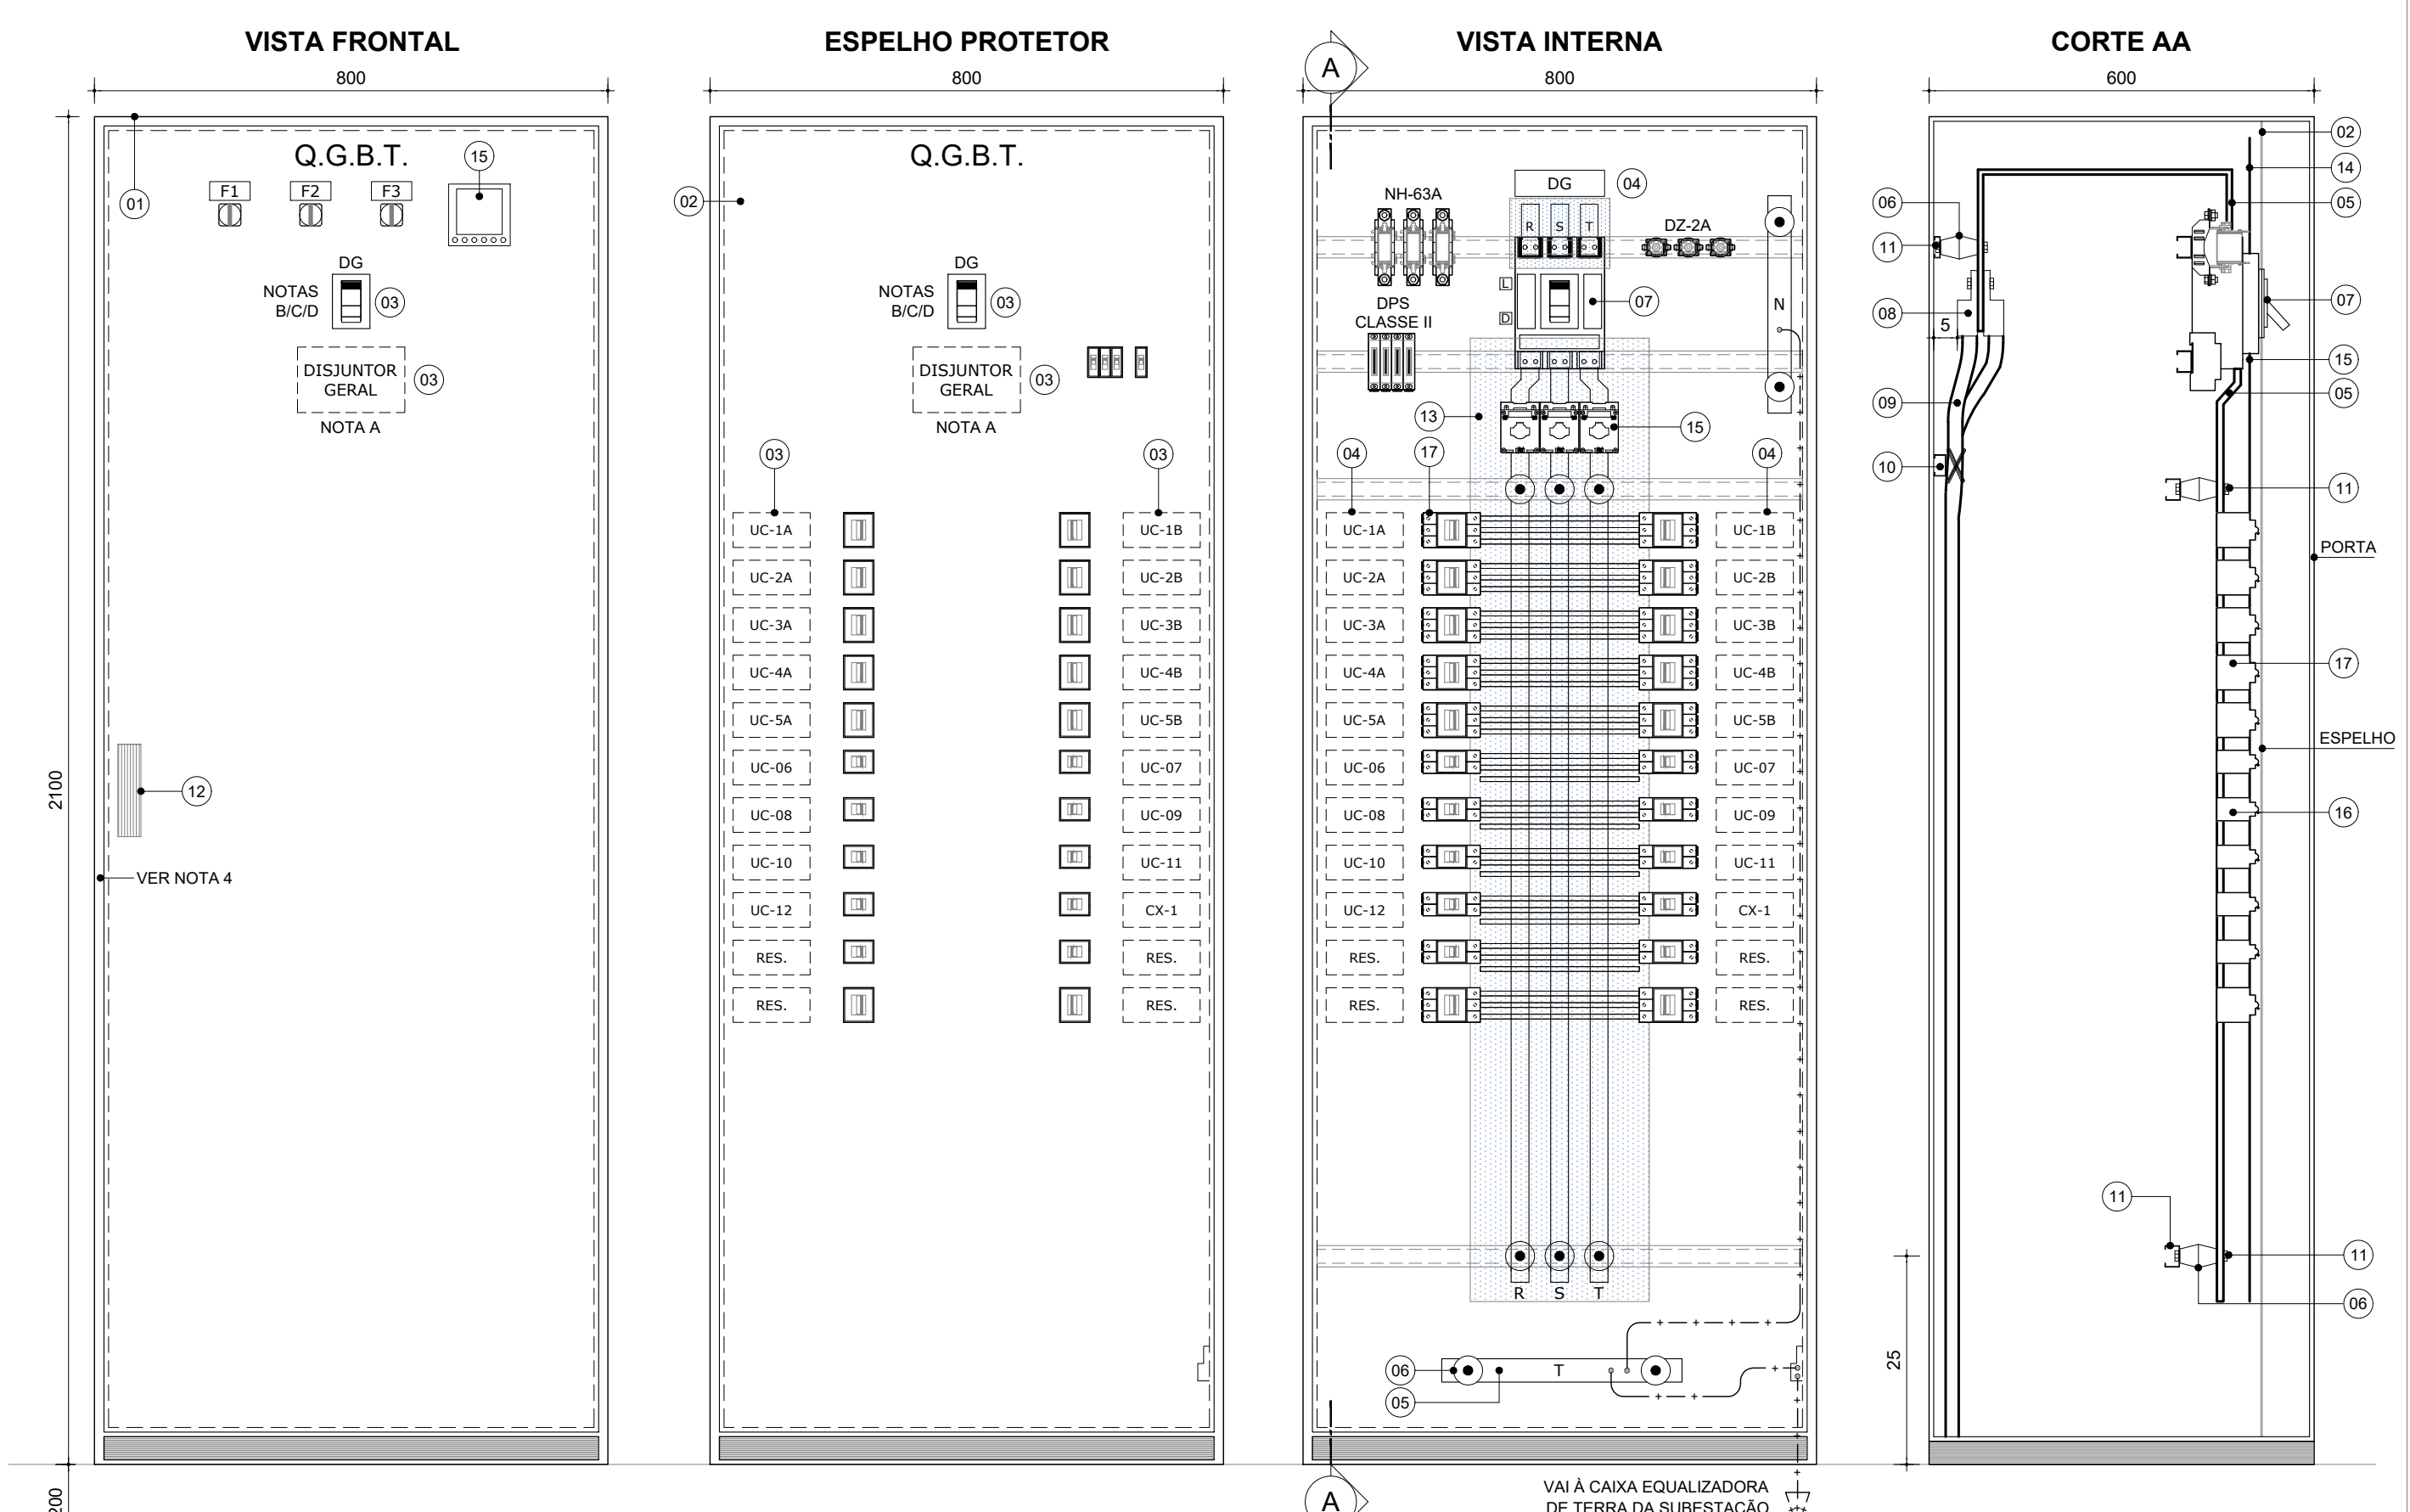 VISTA FRONTAL
800
2100
200
01
Q.G.B.T.
15
F1
F2
F3
DG
NOTAS
B/C/D
03
DISJUNTOR
GERAL
03
NOTA A
12
VER NOTA 4
ESPELHO PROTETOR
800
Q.G.B.T.
02
DG
NOTAS
B/C/D
03
DISJUNTOR
GERAL
03
NOTA A
03
03
UC-1A
UC-1B
UC-2A
UC-2B
UC-3A
UC-3B
UC-4A
UC-4B
UC-5A
UC-5B
UC-06
UC-07
UC-08
UC-09
UC-10
UC-11
UC-12
CX-1
RES.
RES.
RES.
RES.
VISTA INTERNA
A
800
DG
04
NH-63A
R
S
T
DZ-2A
L
D
07
N
DPS
CLASSE II
13
15
04
17
04
UC-1A
UC-1B
UC-2A
UC-2B
UC-3A
UC-3B
UC-4A
UC-4B
UC-5A
UC-5B
UC-06
UC-07
UC-08
UC-09
UC-10
UC-11
UC-12
CX-1
RES.
RES.
RES.
RES.
R
S
T
06
T
05
A
VAI À CAIXA EQUALIZADORA
DE TERRA DA SUBESTAÇÃO
CORTE AA
600
02
14
06
05
11
07
08
5
15
09
05
10
11
PORTA
17
ESPELHO
16
11
11
06
25